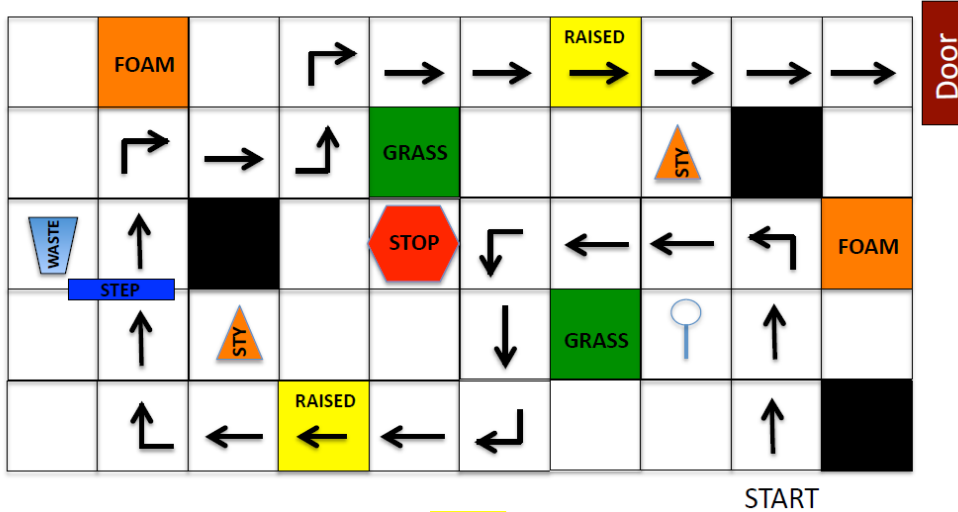 RAISED
FOAM
Door
GRASS
STY
WASTE
STOP
FOAM
STEP
STY
GRASS
RAISED
START